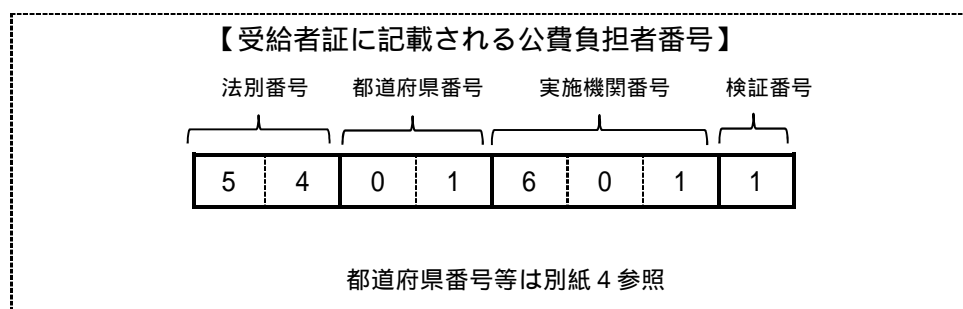 【受給者証に記載される公費負担者番号】
法別番号 都道府県番号 実施機関番号 検証番号
5 4 0 1 6 0 1 1
都道府県番号等は別紙4参照